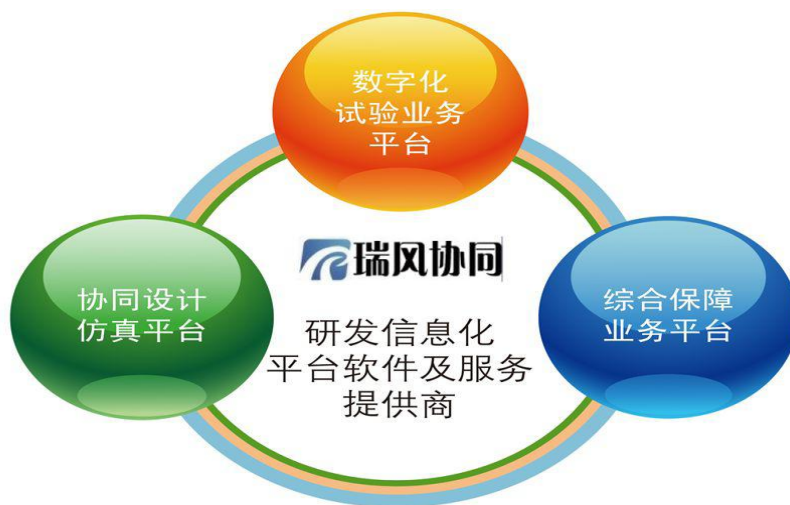 数字化
试验业务
平台
瑞风协同
协同设计
仿真平台
综合保障
业务平台
研发信息化
平台软件及服务
提供商